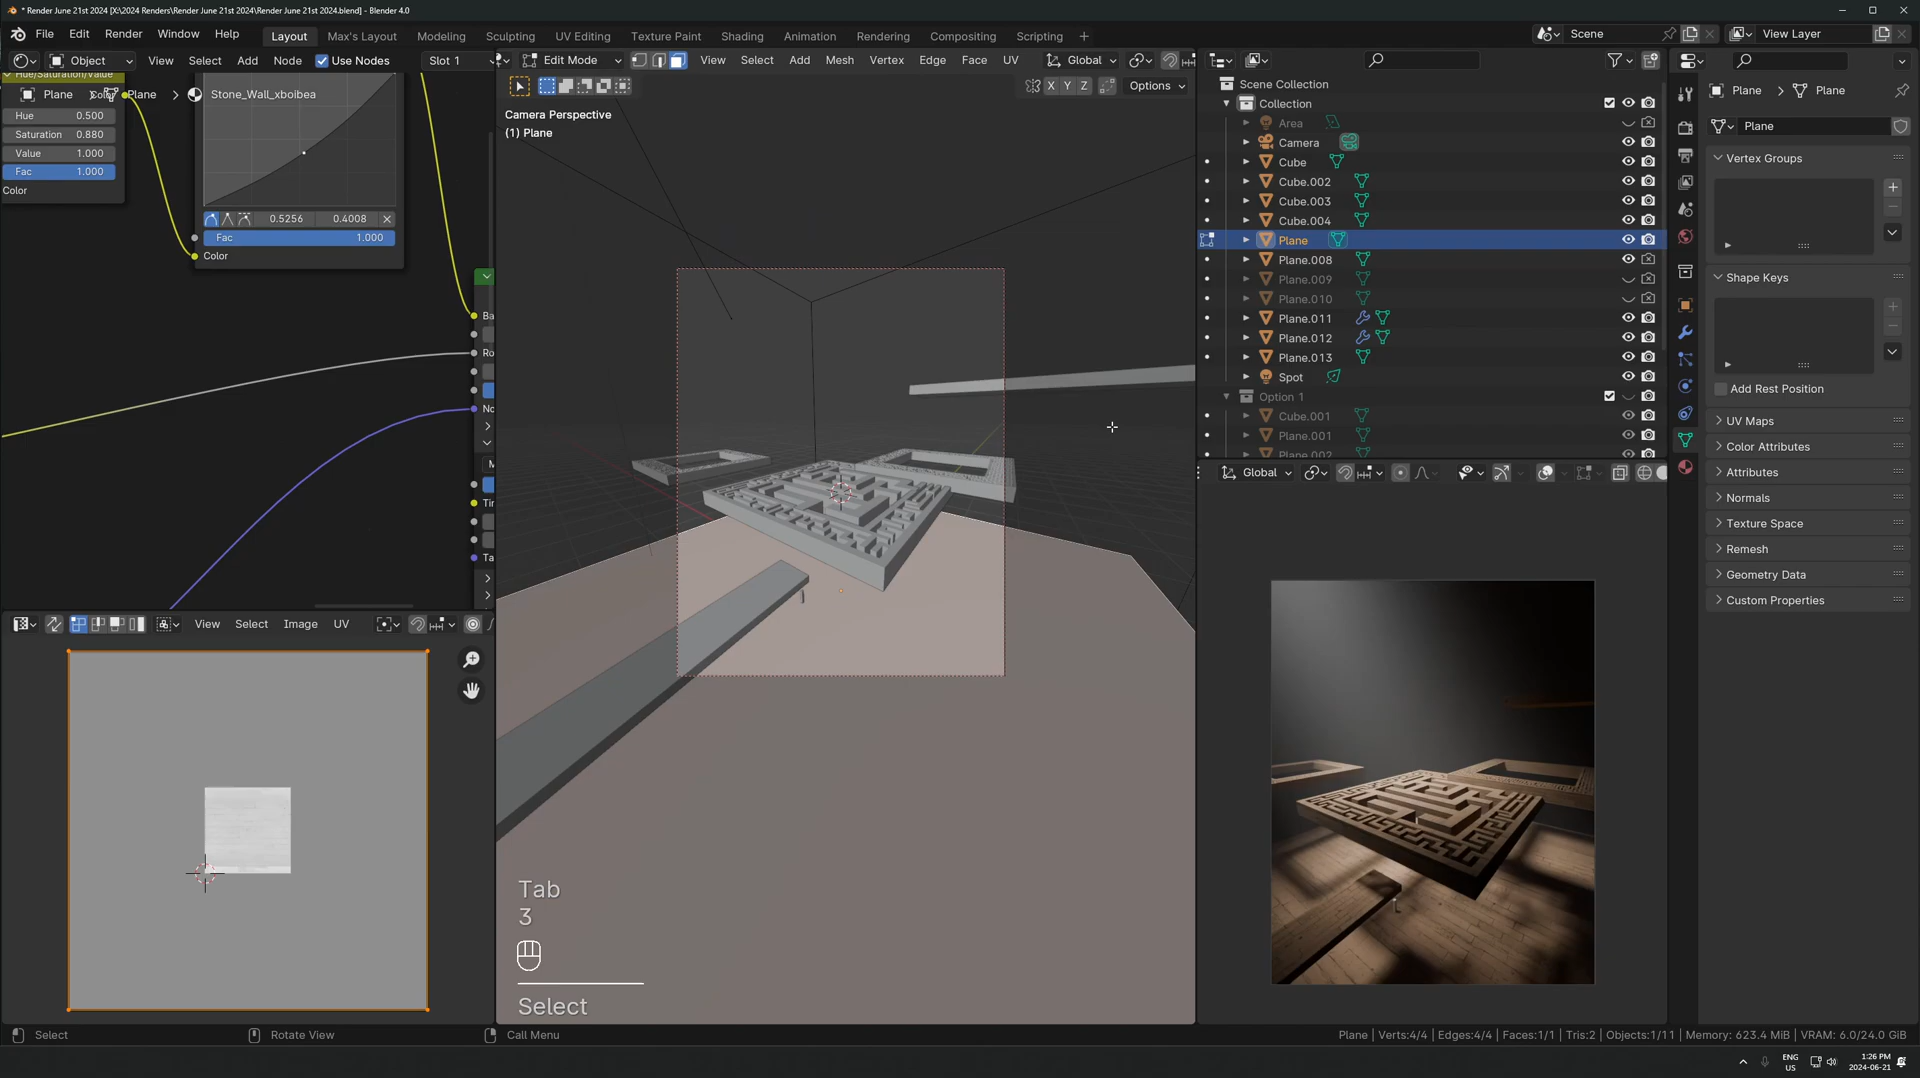 * Render June 21st 2024 [X:\2024 Renders\Render June 21st 2024\Render June 21st 2024.blend] - Blender 4.0
File Edit Render Window Help Layout Max's Layout Modeling Sculpting UV Editing Texture Paint Shading Animation Rendering Compositing Scripting Scene View Layer
Object View Select Add Node Use Nodes Slot 1
Edit Mode View Select Add Mesh Vertex Edge Face UV Global
X Y Z Options
Hue/Saturation/Value
Plane Plane Stone_Wall_xboibea
Hue 0.500
Saturation 0.880
Value 1.000
Fac 1.000
Color
0.5256 0.4008
Fac 1.000
Color
Ba
Ro
No
M
Tir
Ta
Camera Perspective
(1) Plane
Tab
3
Select
View Select Image UV
Scene Collection
Collection
Area
Camera
Cube
Cube.002
Cube.003
Cube.004
Plane
Plane.008
Plane.009
Plane.010
Plane.011
Plane.012
Plane.013
Spot
Option 1
Cube.001
Plane.001
Plane.002
Global
Plane Plane
Plane
Vertex Groups
Shape Keys
Add Rest Position
UV Maps
Color Attributes
Attributes
Normals
Texture Space
Remesh
Geometry Data
Custom Properties
Select Rotate View Call Menu
Plane | Verts:4/4 | Edges:4/4 | Faces:1/1 | Tris:2 | Objects:1/11 | Memory: 623.4 MiB | VRAM: 6.0/24.0 GiB
ENG
US
1:26 PM
2024-06-21